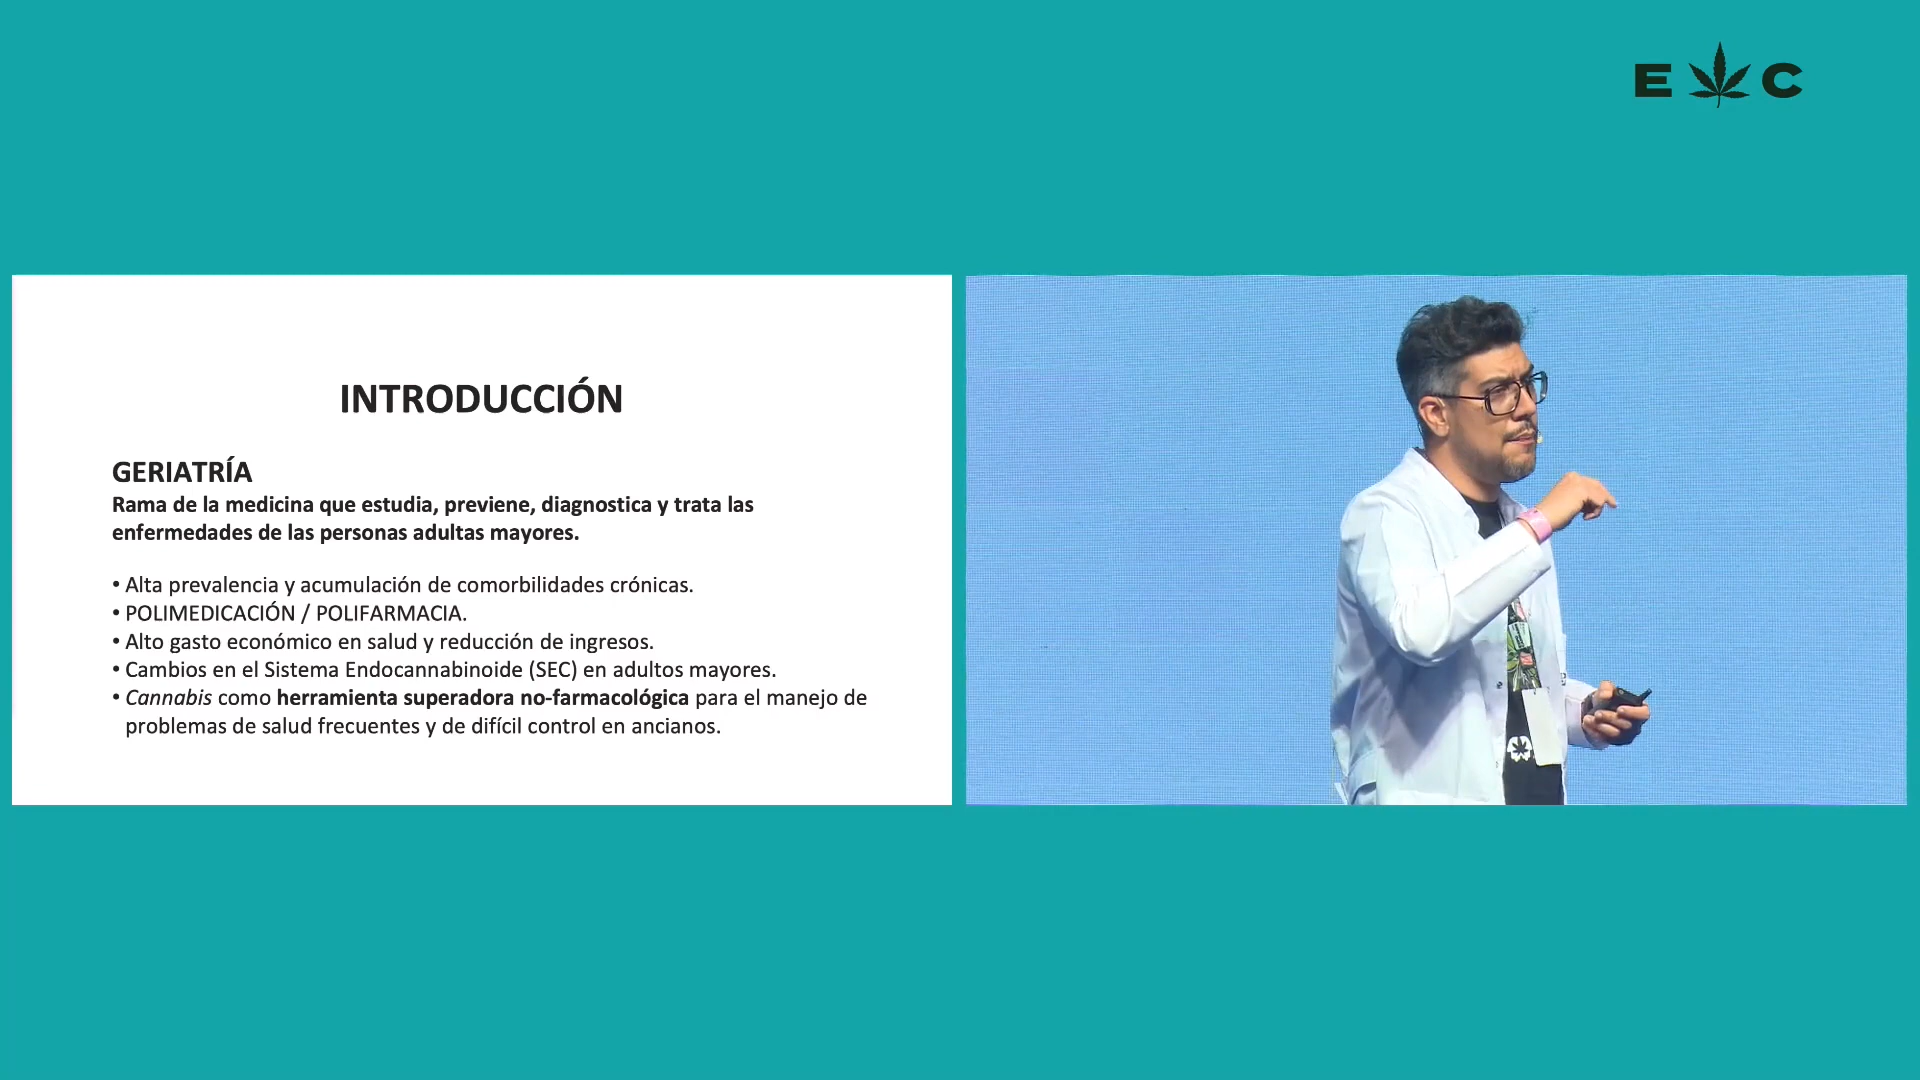 E C
INTRODUCCIÓN
GERIATRÍA
Rama de la medicina que estudia, previene, diagnostica y trata las
enfermedades de las personas adultas mayores.
• Alta prevalencia y acumulación de comorbilidades crónicas.
• POLIMEDICACIÓN / POLIFARMACIA.
• Alto gasto económico en salud y reducción de ingresos.
• Cambios en el Sistema Endocannabinoide (SEC) en adultos mayores.
• Cannabis como herramienta superadora no-farmacológica para el manejo de
problemas de salud frecuentes y de difícil control en ancianos.